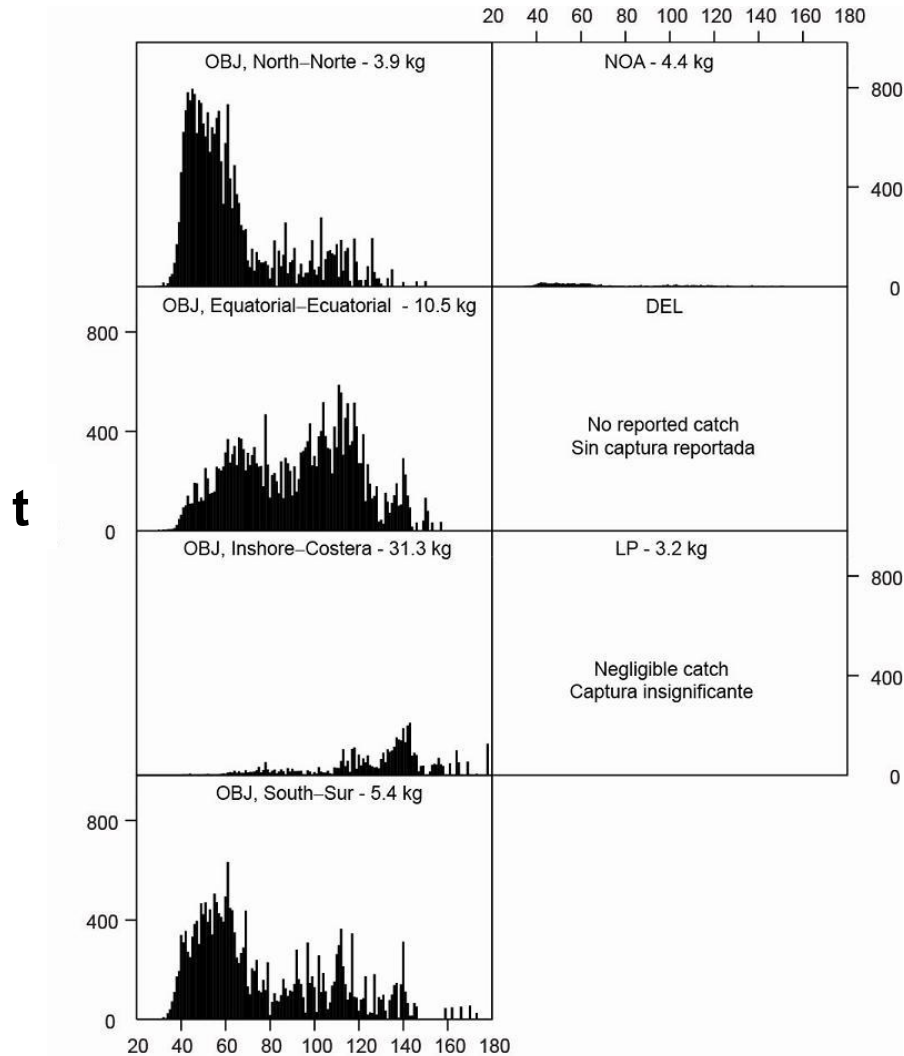 20 40 60 80 100 120 140 160 180
OBJ, North–Norte - 3.9 kg
NOA - 4.4 kg
800
400
0
OBJ, Equatorial–Ecuatorial - 10.5 kg
DEL
800
400
0
No reported catch
Sin captura reportada
t
OBJ, Inshore–Costera - 31.3 kg
LP - 3.2 kg
800
400
0
Negligible catch
Captura insignificante
OBJ, South–Sur - 5.4 kg
800
400
0
20 40 60 80 100 120 140 160 180